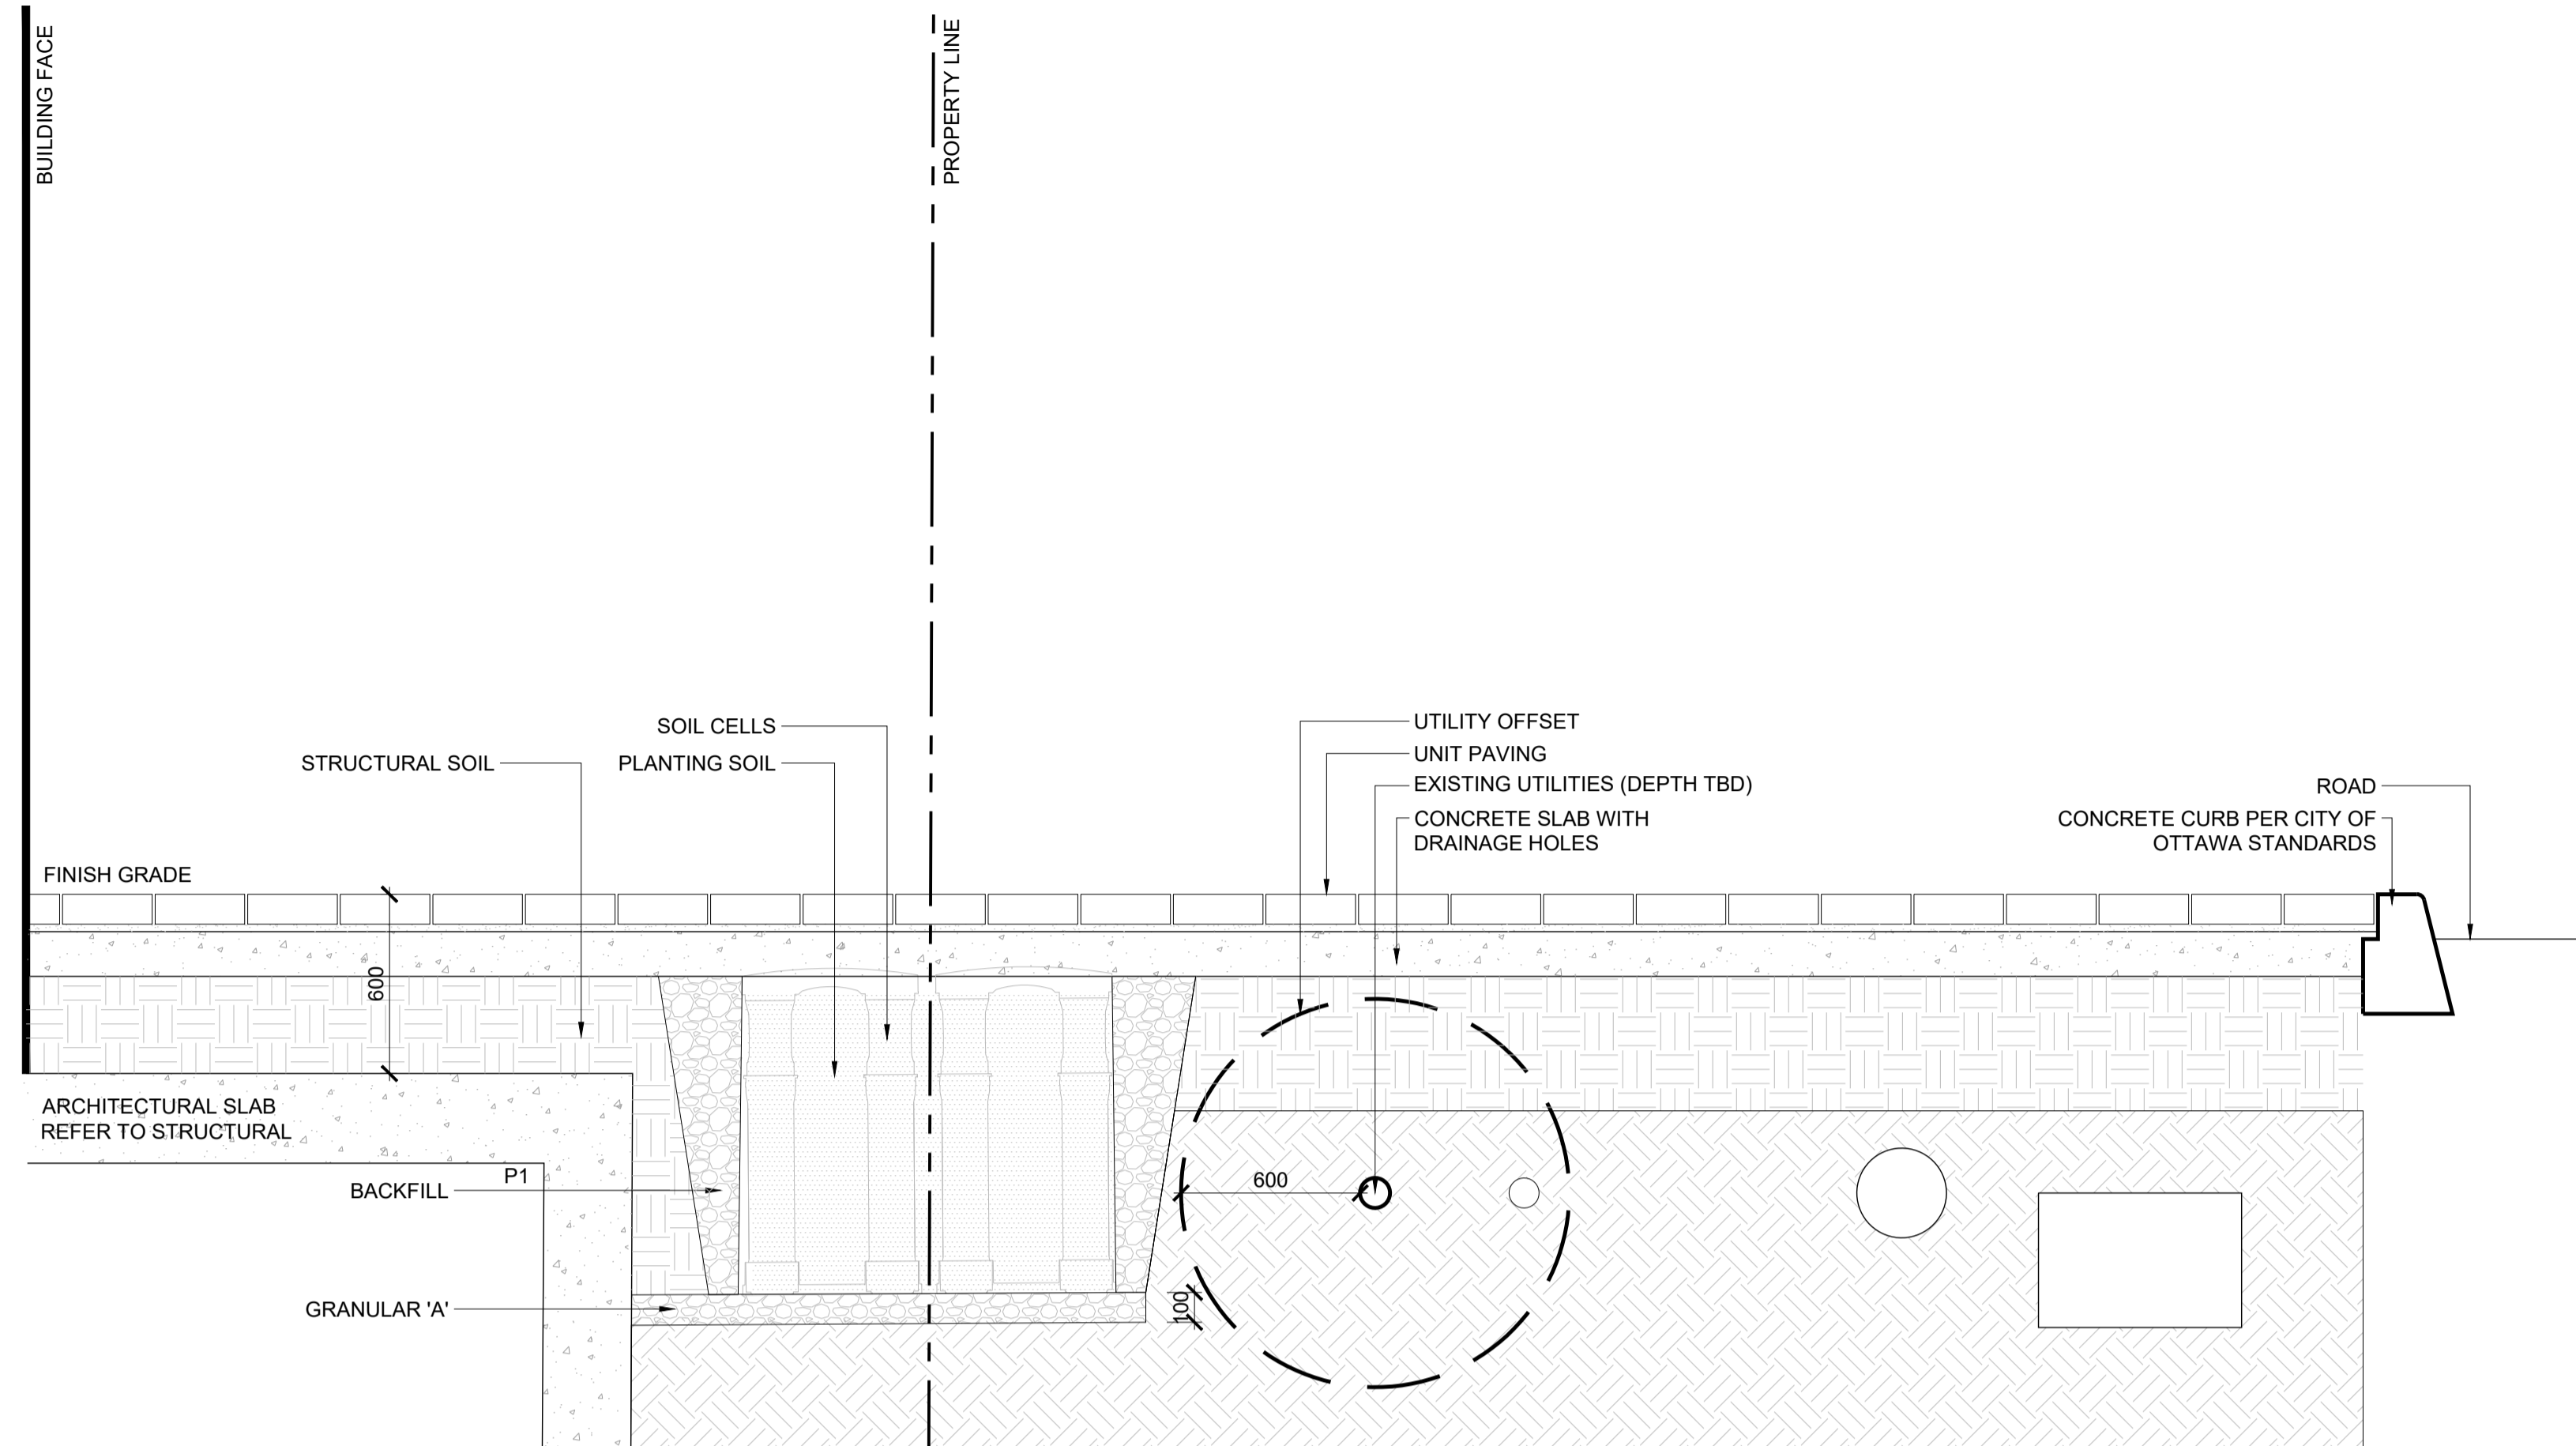 BUILDING FACE
PROPERTY LINE
SOIL CELLS
STRUCTURAL SOIL
PLANTING SOIL
UTILITY OFFSET
UNIT PAVING
EXISTING UTILITIES (DEPTH TBD)
CONCRETE SLAB WITH
DRAINAGE HOLES
ROAD
CONCRETE CURB PER CITY OF
OTTAWA STANDARDS
FINISH GRADE
600
ARCHITECTURAL SLAB
REFER TO STRUCTURAL
P1
BACKFILL
600
GRANULAR 'A'
100